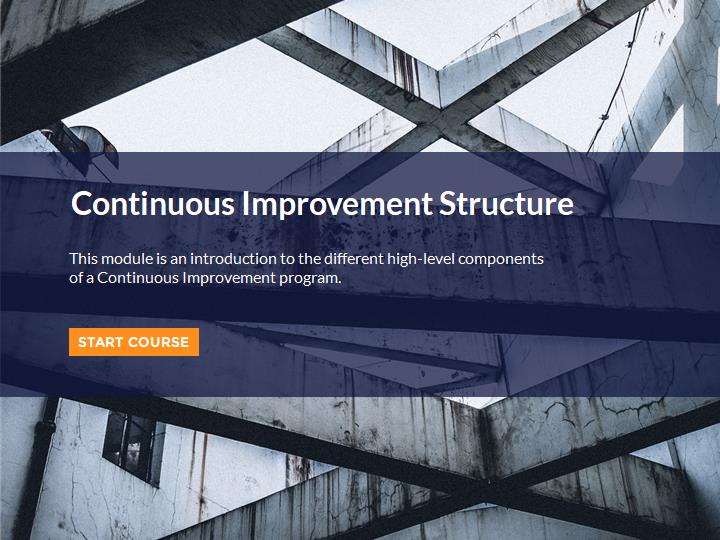 Continuous Improvement Structure
This module is an introduction to the different high-level components
of a Continuous Improvement program.
START COURSE